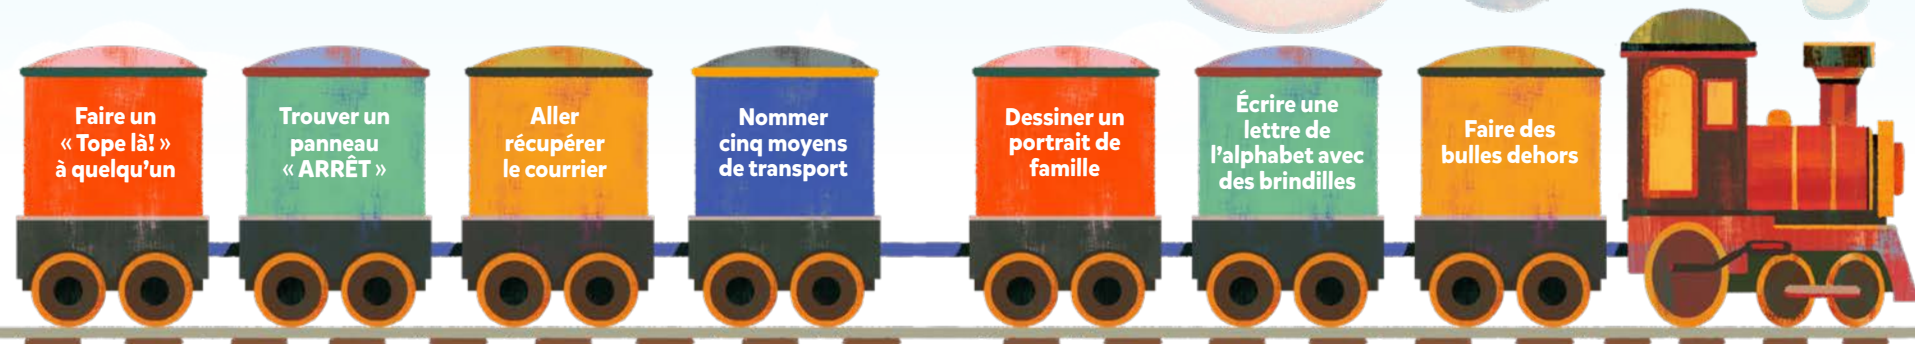 Faire un
« Tope là! »
à quelqu’un
Trouver un
panneau
« ARRÊT »
Aller
récupérer
le courrier
Nommer
cinq moyens
de transport
Dessiner un
portrait de
famille
Écrire une
lettre de
l’alphabet avec
des brindilles
Faire des
bulles dehors